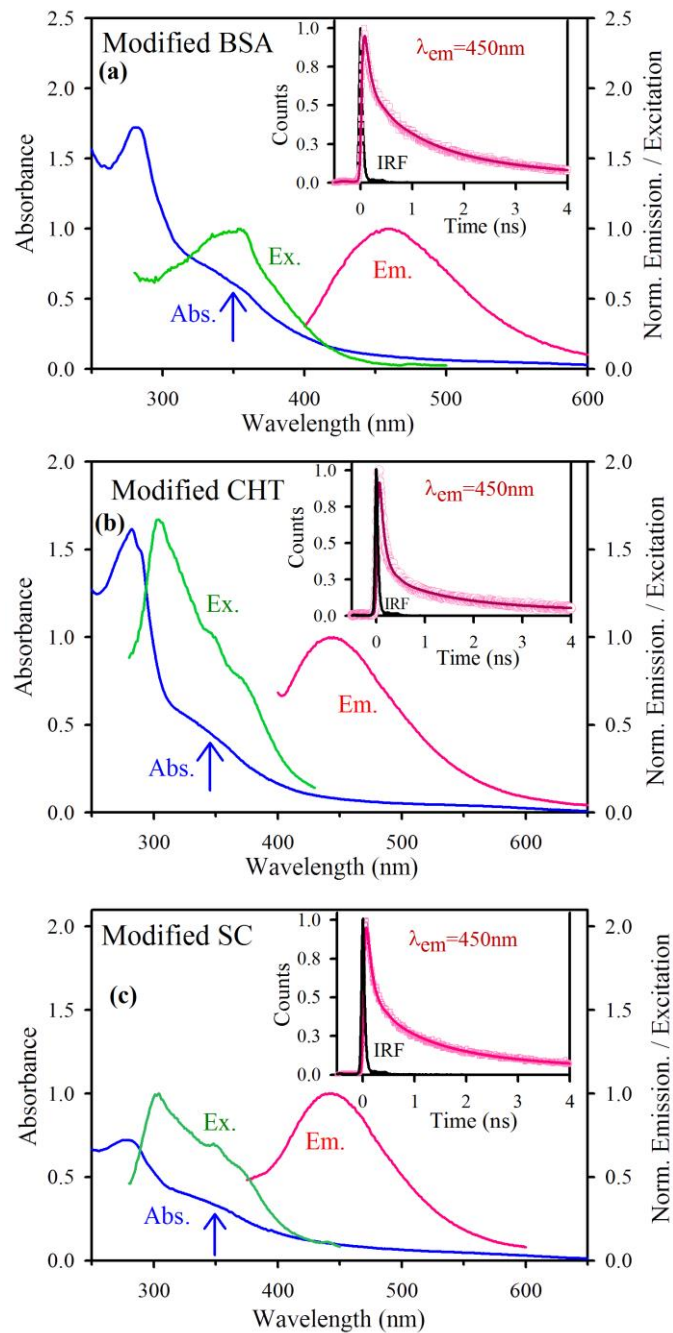 Modified BSA
(a)
λem=450nm
Counts
1.0
0.8
0.5
0.3
0.0
IRF
0 1 2 3 4
Time (ns)
Absorbance
2.5
2.0
1.5
1.0
0.5
0.0
Ex.
Em.
Abs.
2.5
2.0
1.5
1.0
0.5
0.0
Norm. Emission. / Excitation
300 400 500 600
Wavelength (nm)
Modified CHT
(b)
λem=450nm
Counts
1.0
0.8
0.5
0.3
0.0
IRF
0 1 2 3 4
Time (ns)
Absorbance
2.0
1.5
1.0
0.5
0.0
Ex.
Em.
Abs.
2.0
1.5
1.0
0.5
0.0
Norm. Emission. / Excitation
300 400 500 600
Wavelength (nm)
Modified SC
(c)
λem=450nm
Counts
1.0
0.8
0.5
0.3
0.0
IRF
0 1 2 3 4
Time (ns)
Absorbance
2.0
1.5
1.0
0.5
0.0
Ex.
Em.
Abs.
2.0
1.5
1.0
0.5
0.0
Norm. Emission. / Excitation
300 400 500 600
Wavelength (nm)